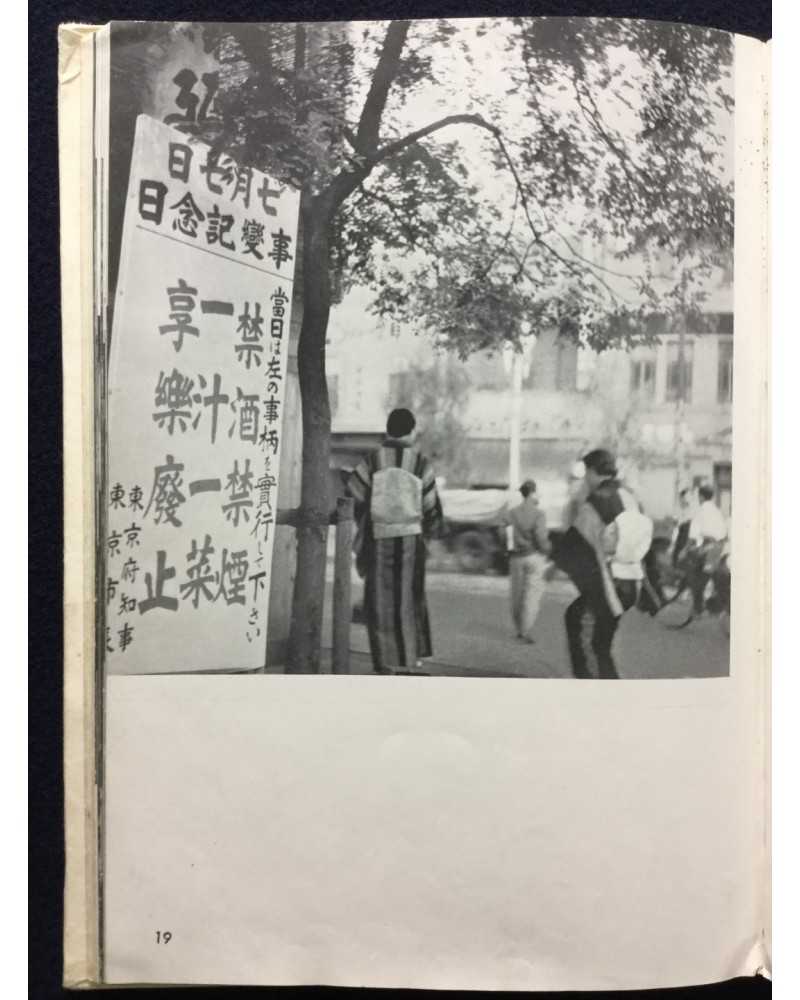 七月七日
事變記念日
當日は左の事柄を實行して下さい
禁酒禁煙
一汁一菜
享樂廢止
東京府知事
東京市長
19